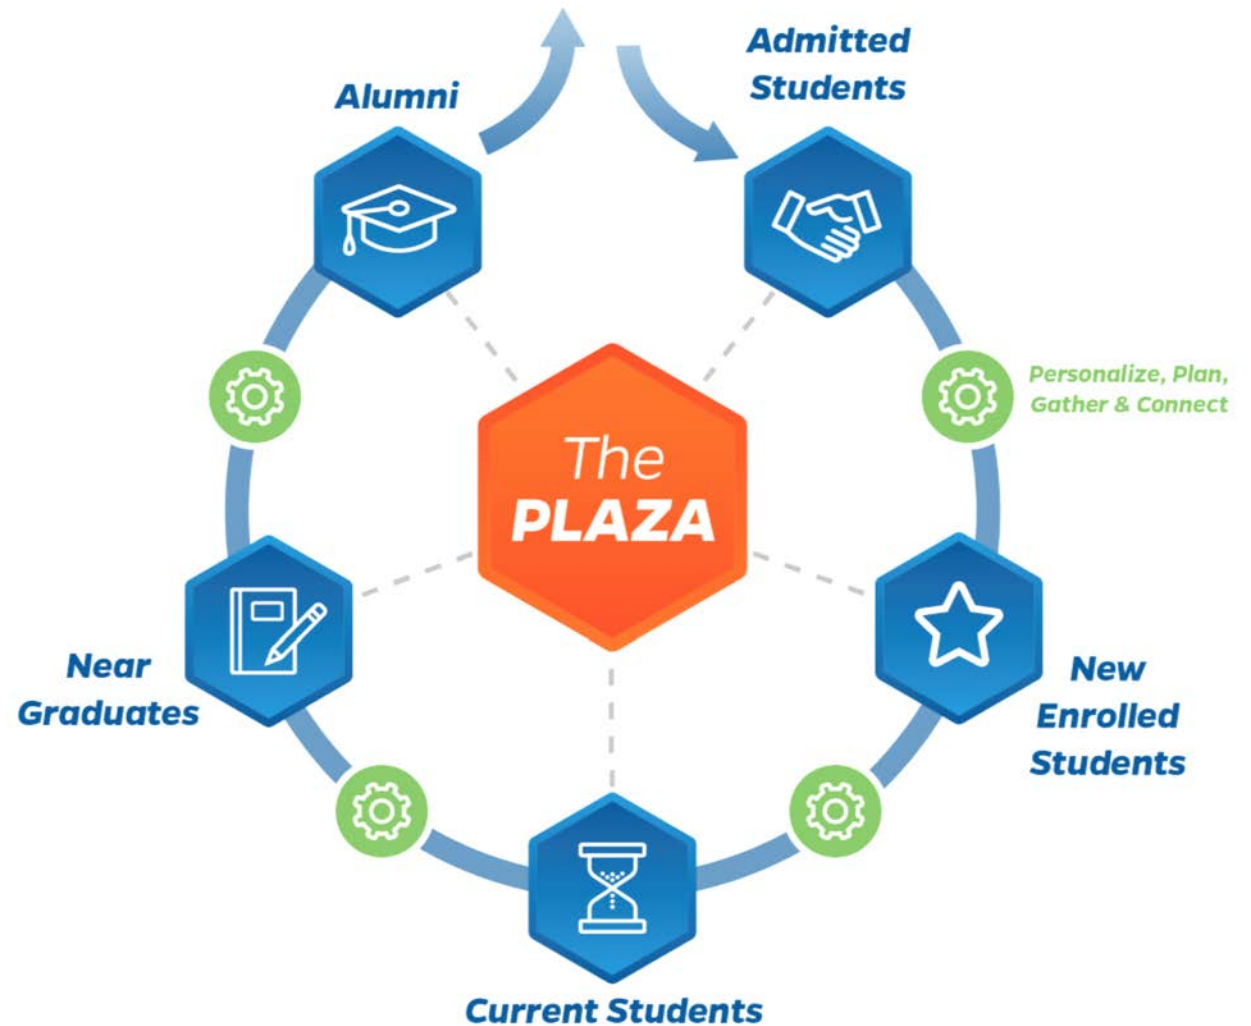 Alumni
Admitted
Students
Personalize, Plan,
Gather & Connect
The
PLAZA
Near
Graduates
New
Enrolled
Students
Current Students